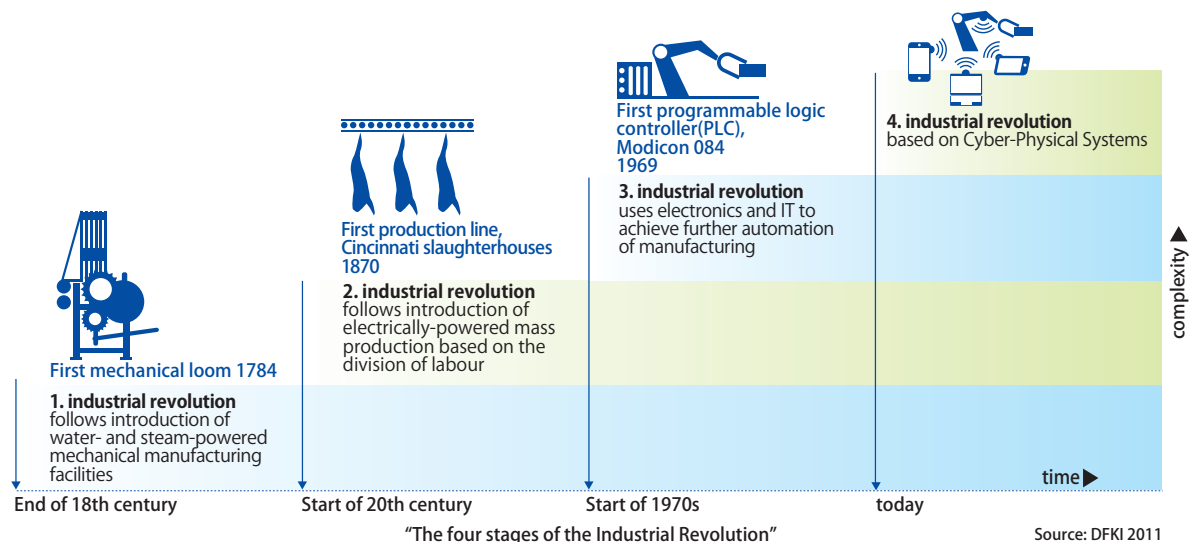 First mechanical loom 1784
1. industrial revolution
follows introduction of
water- and steam-powered
mechanical manufacturing
facilities
First production line,
Cincinnati slaughterhouses
1870
2. industrial revolution
follows introduction of
electrically-powered mass
production based on the
division of labour
First programmable logic
controller(PLC),
Modicon 084
1969
3. industrial revolution
uses electronics and IT to
achieve further automation
of manufacturing
4. industrial revolution
based on Cyber-Physical Systems
complexity
time
End of 18th century
Start of 20th century
Start of 1970s
today
"The four stages of the Industrial Revolution"
Source: DFKI 2011